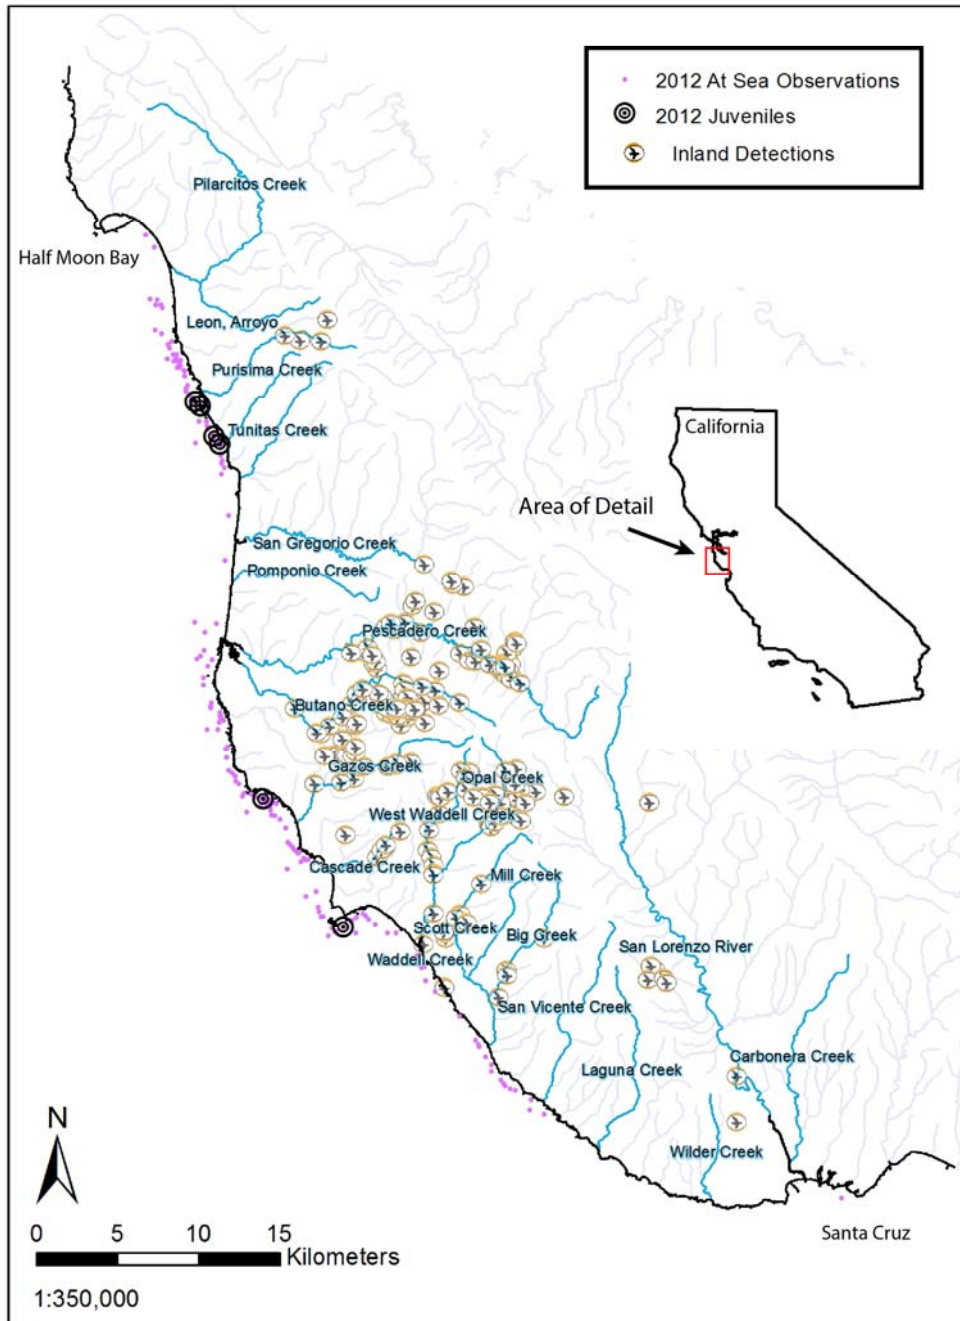 2012 At Sea Observations
2012 Juveniles
Inland Detections
Pilarcitos Creek
Half Moon Bay
Leon, Arroyo
Purisima Creek
Tunitas Creek
California
Area of Detail
San Gregorio Creek
Romponio Creek
Pescadero Creek
Butano Creek
Gazos Creek
Opal Creek
West Waddell Creek
Cascade Creek
Mill Creek
Scott Creek
Big Greek
San Lorenzo River
Waddell Creek
San Vicente Creek
Carbonera Creek
Laguna Creek
N
Wilder Creek
Santa Cruz
0 5 10 15
Kilometers
1:350,000